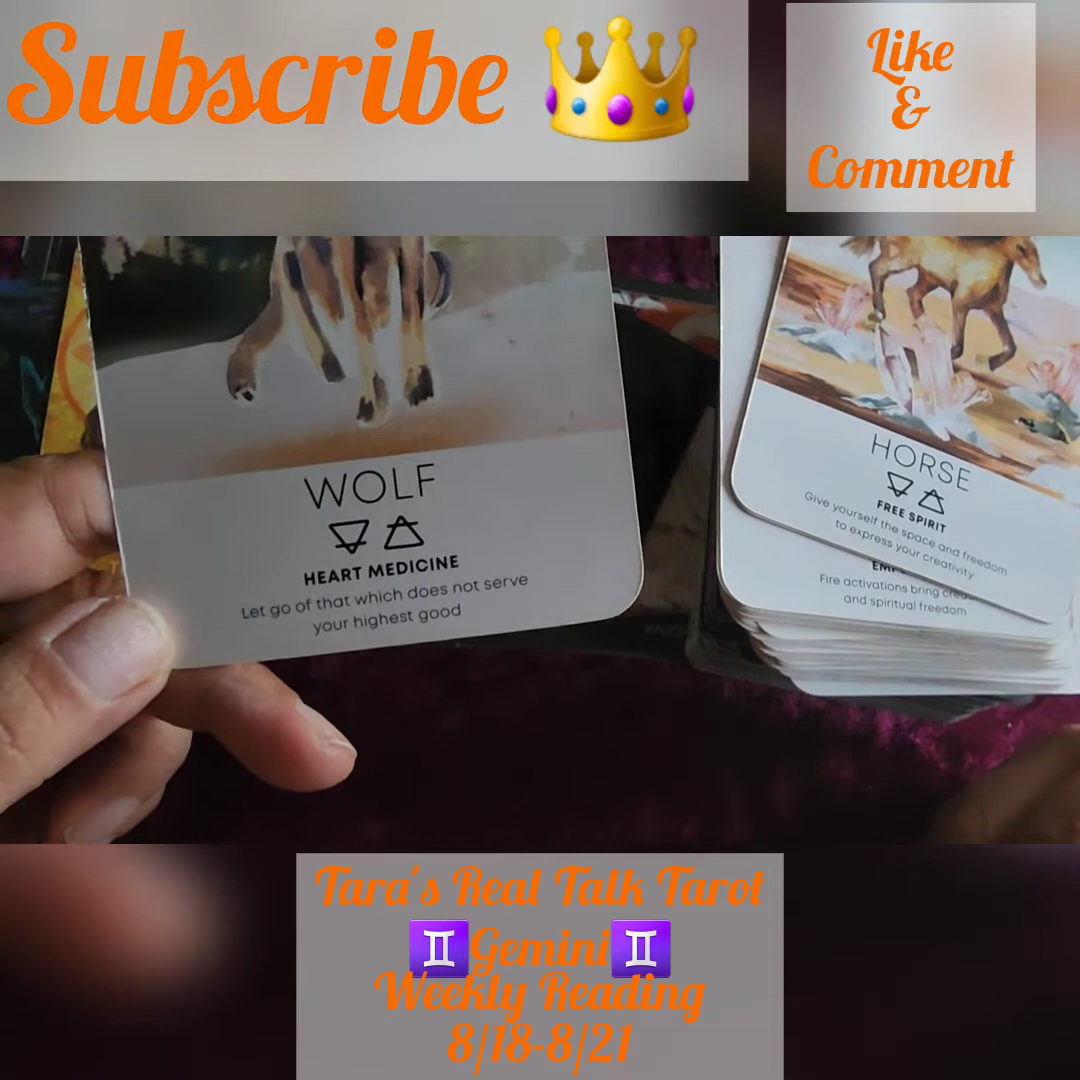 Subscribe 👑
Like
&
Comment
WOLF
HEART MEDICINE
Let go of that which does not serve
your highest good
HORSE
FREE SPIRIT
Give yourself the space and freedom
to express your creativity
Fire activations bring
and spiritual freedom
Tara's Real Talk Tarot
♊Gemini♊
Weekly Reading
8/18-8/21